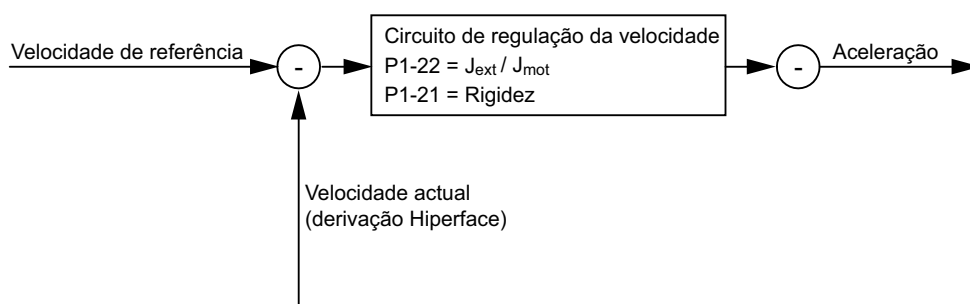 Velocidade de referência
-
Circuito de regulação da velocidade
P1-22 = Jext / Jmot
P1-21 = Rigidez
-
Aceleração
Velocidade actual
(derivação Hiperface)